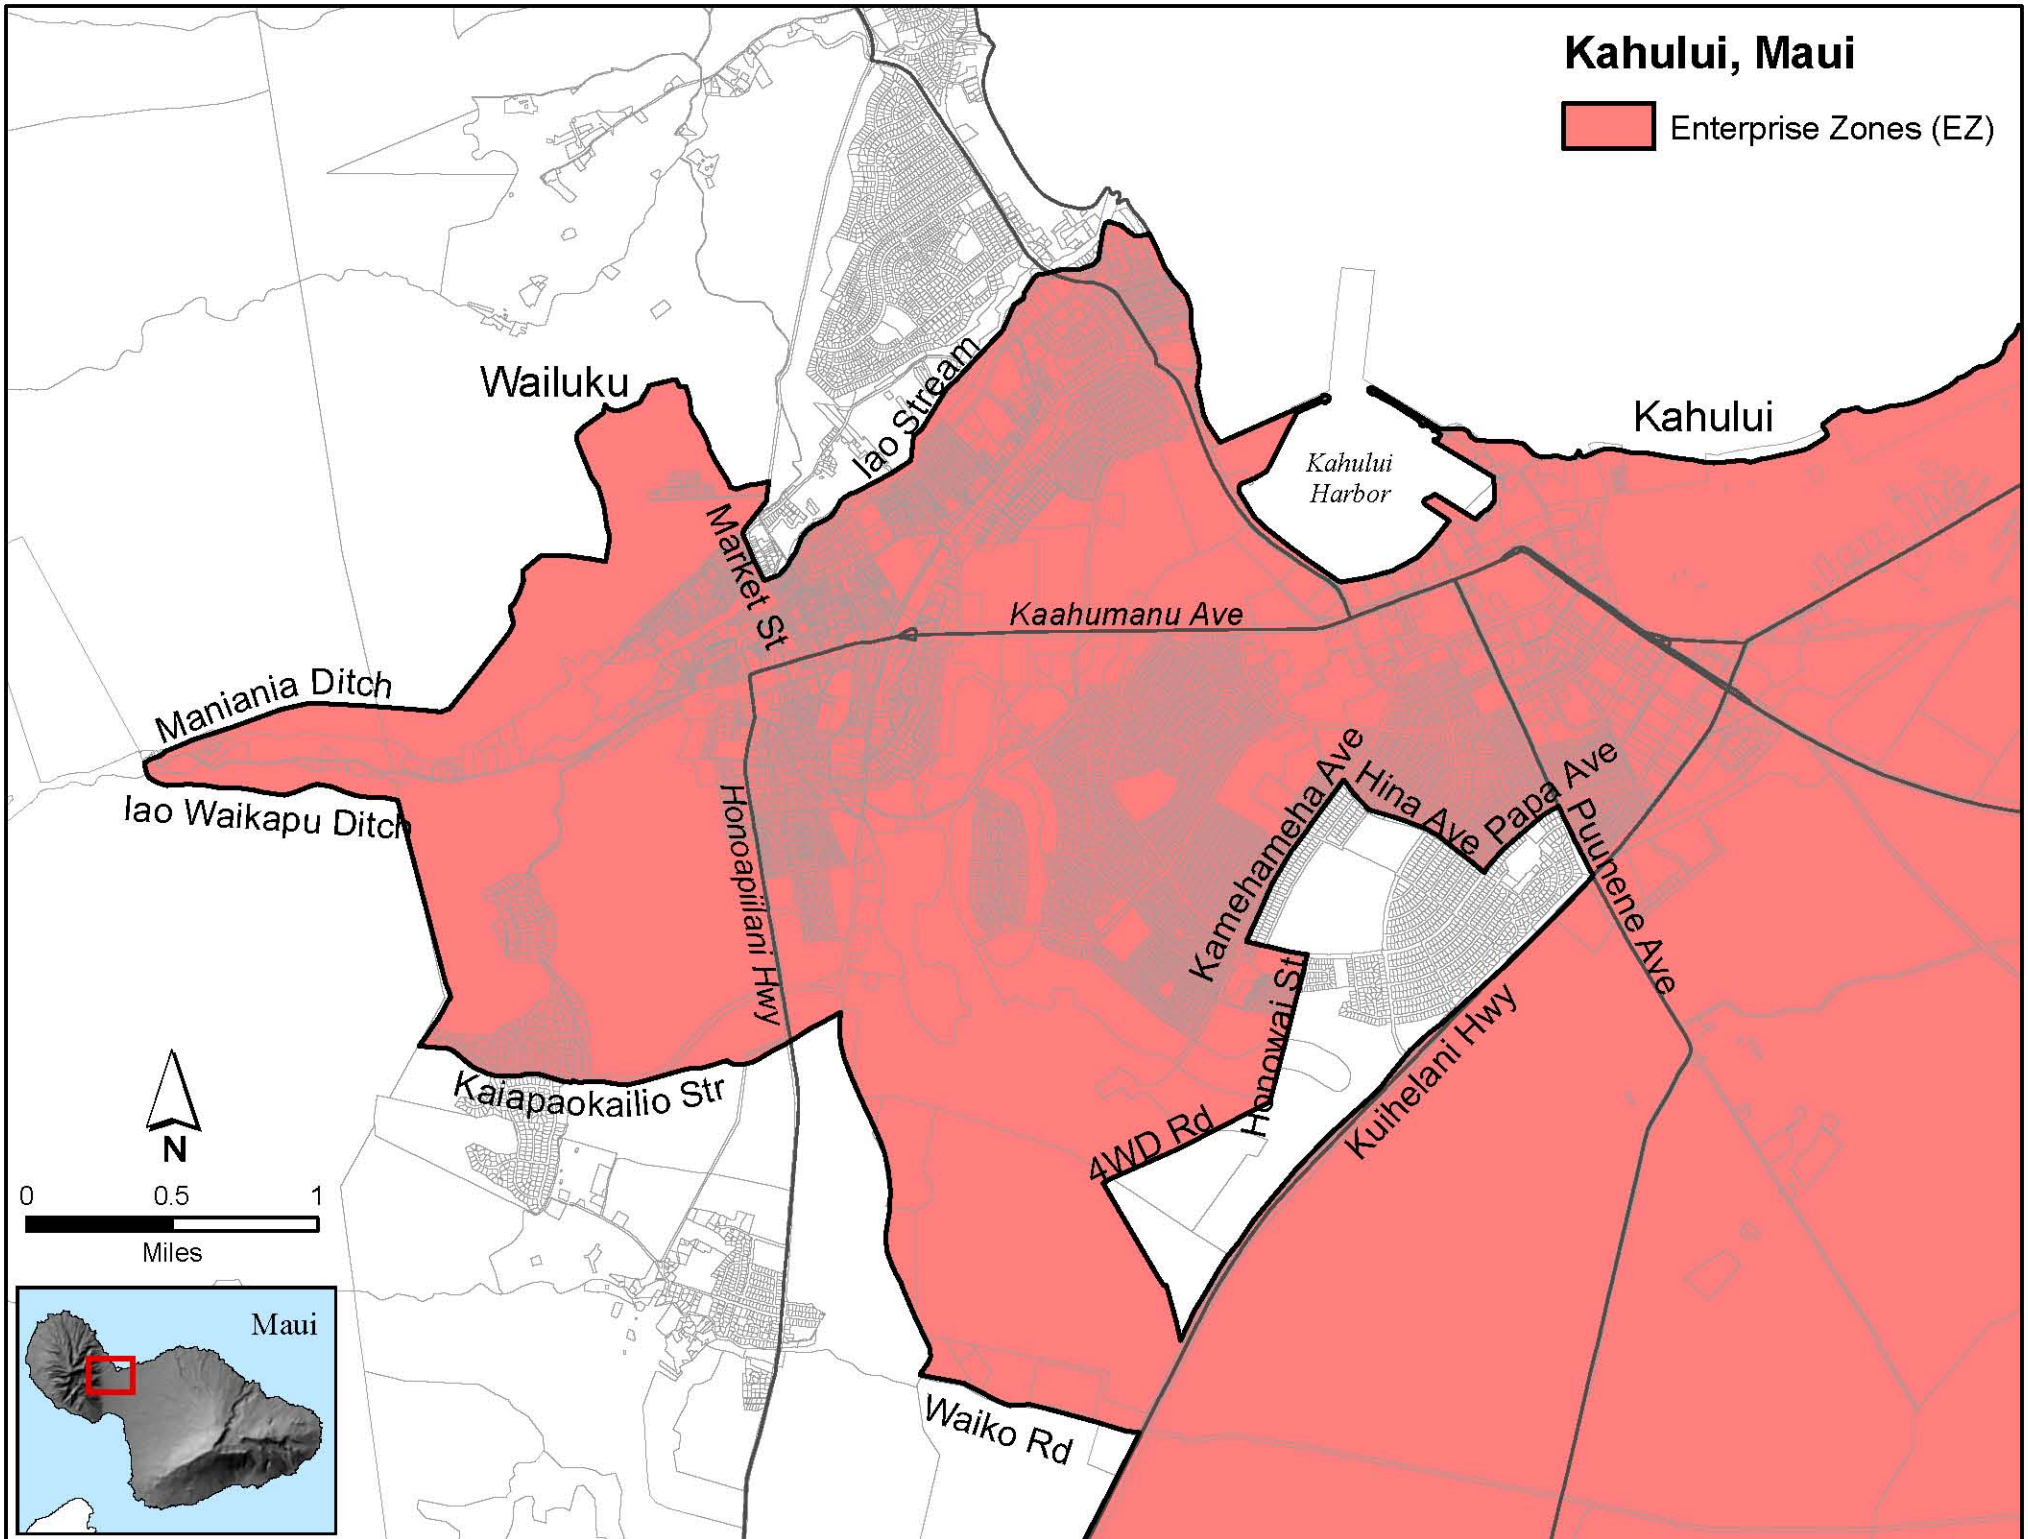 Kahului, Maui
Enterprise Zones (EZ)
Wailuku
Iao Stream
Kahului
Kahului
Harbor
Market St
Kaahumanu Ave
Maniania Ditch
Iao Waikapu Ditch
Honoapiilani Hwy
Kamehameha Ave
Hina Ave
Papa Ave
Puunene Ave
Honowai St
Kuihelani Hwy
4WD Rd
Kaiapaokailio Str
Waiko Rd
N
0 0.5 1
Miles
Maui